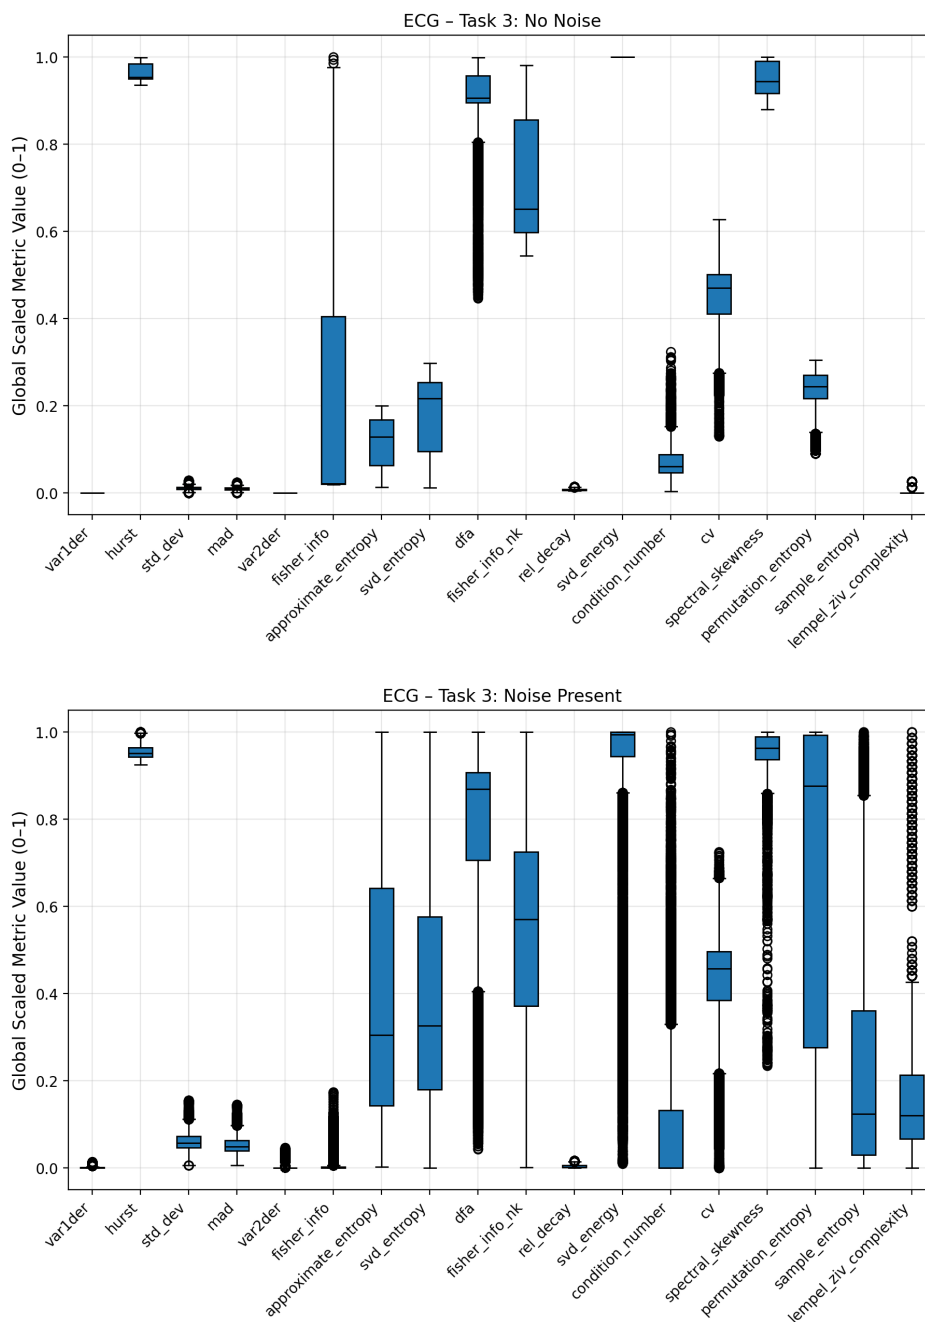 ECG – Task 3: No Noise
Global Scaled Metric Value (0–1)
1.0
0.8
0.6
0.4
0.2
0.0
var1der
hurst
std_dev
mad
var2der
fisher_info
approximate_entropy
svd_entropy
dfa
fisher_info_nk
rel_decay
svd_energy
condition_number
cv
spectral_skewness
permutation_entropy
sample_entropy
lempel_ziv_complexity
ECG – Task 3: Noise Present
Global Scaled Metric Value (0–1)
1.0
0.8
0.6
0.4
0.2
0.0
var1der
hurst
std_dev
mad
var2der
fisher_info
approximate_entropy
svd_entropy
dfa
fisher_info_nk
rel_decay
svd_energy
condition_number
cv
spectral_skewness
permutation_entropy
sample_entropy
lempel_ziv_complexity